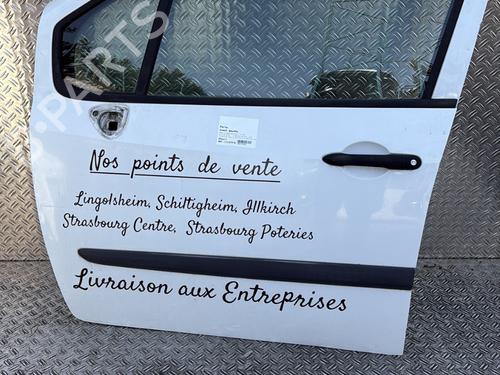 Nos points de vente
Lingolsheim, Schiltigheim, Illkirch
Strasbourg Centre, Strasbourg Poteries
Livraison aux Entreprises